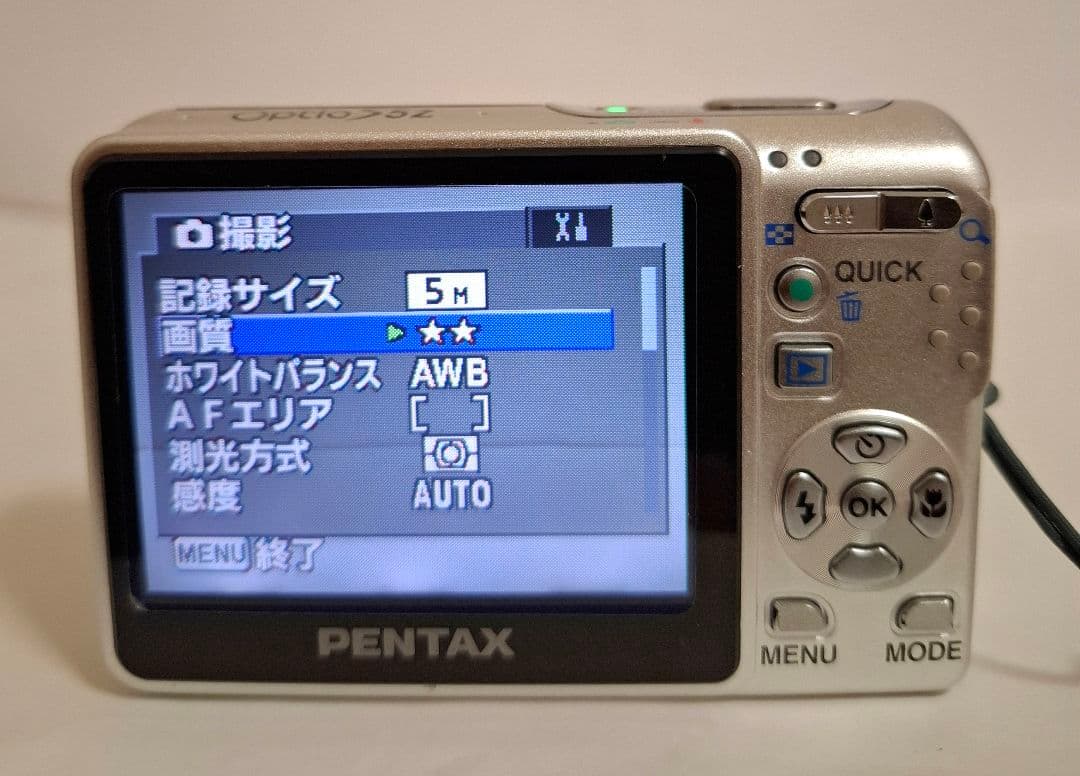 撮影
記録サイズ 5M
画質 ★★
ホワイトバランス AWB
AFエリア [ ]
測光方式
感度 AUTO
MENU 終了
PENTAX
QUICK
OK
MENU
MODE